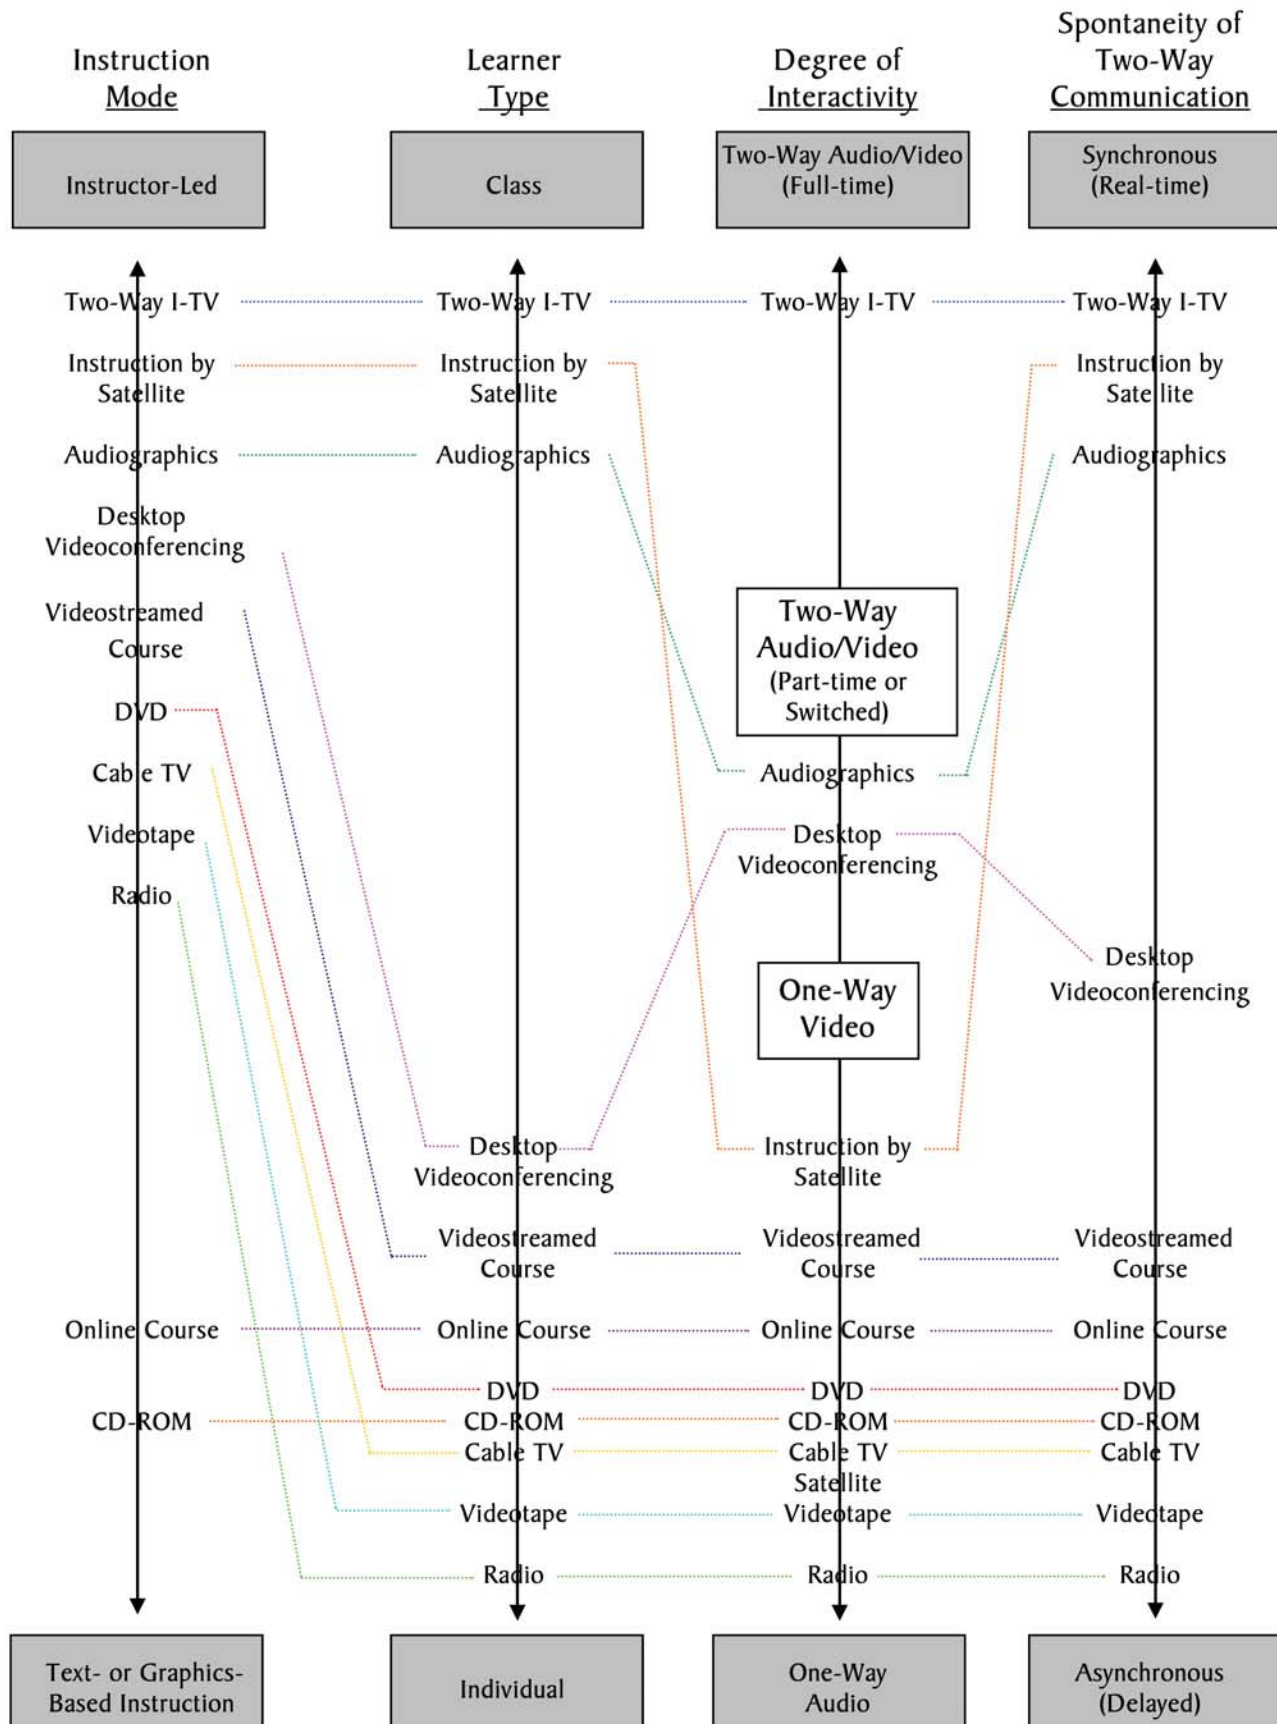 Instruction
Mode
Instructor-Led
Two-Way I-TV
Instruction by
Satellite
Audiographics
Desktop
Videoconferencing
Videostreamed
Course
DVD
Cable TV
Videotape
Radio
Online Course
CD-ROM
Text- or Graphics-
Based Instruction
Learner
Type
Class
Two-Way I-TV
Instruction by
Satellite
Audiographics
Desktop
Videoconferencing
Videostreamed
Course
Online Course
DVD
CD-ROM
Cable TV
Videotape
Radio
Individual
Degree of
Interactivity
Two-Way Audio/Video
(Full-time)
Two-Way I-TV
Two-Way
Audio/Video
(Part-time or
Switched)
Audiographics
Desktop
Videoconferencing
One-Way
Video
Instruction by
Satellite
Videostreamed
Course
Online Course
DVD
CD-ROM
Cable TV
Satellite
Videotape
Radio
One-Way
Audio
Spontaneity of
Two-Way
Communication
Synchronous
(Real-time)
Two-Way I-TV
Instruction by
Satellite
Audiographics
Desktop
Videoconferencing
Videostreamed
Course
Online Course
DVD
CD-ROM
Cable TV
Videotape
Radio
Asynchronous
(Delayed)